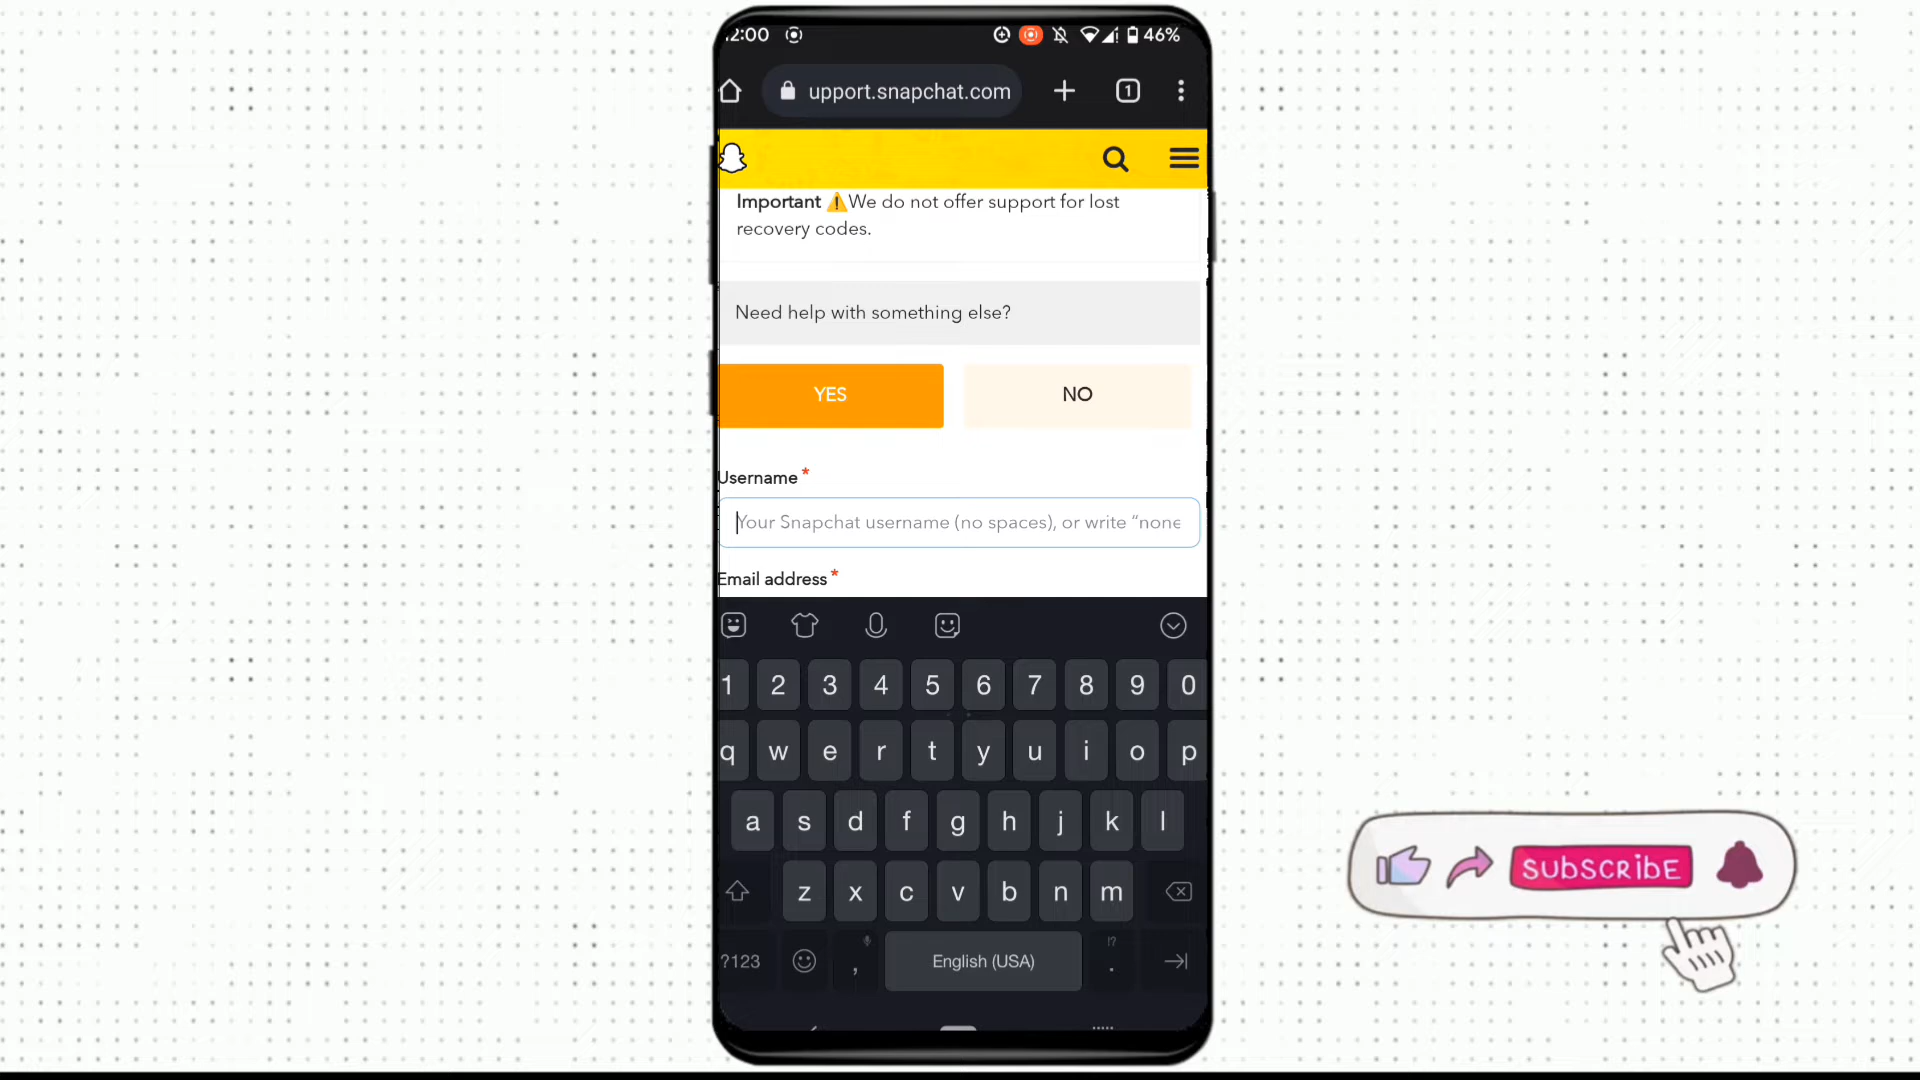 2:00
46%
upport.snapchat.com
1
Important ⚠️We do not offer support for lost
recovery codes.
Need help with something else?
YES
NO
Username *
Your Snapchat username (no spaces), or write “none
Email address *
1 2 3 4 5 6 7 8 9 0
q w e r t y u i o p
a s d f g h j k l
z x c v b n m
!?
?123 , English (USA) .
SUBSCRIBE